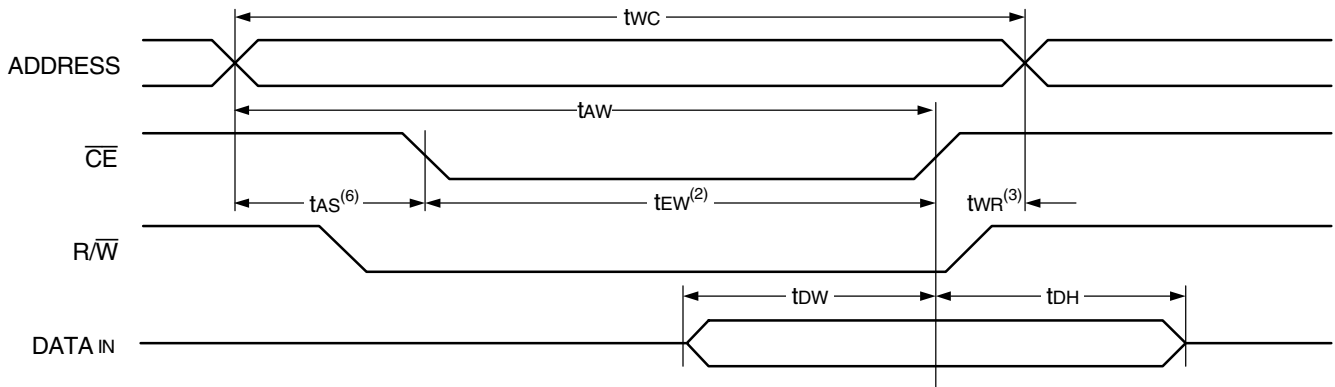 tWC
ADDRESS
tAW
CE
tAS(6) tEW(2) tWR(3)
R/W
tDW tDH
DATA IN